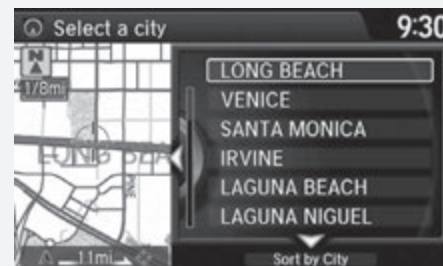 Select a city
9:30
N
1/8mi
LONG BEACH
VENICE
SANTA MONICA
IRVINE
LAGUNA BEACH
LAGUNA NIGUEL
11mi
Sort by City